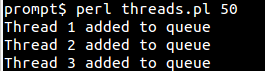 prompt$ perl threads.pl 50
Thread 1 added to queue
Thread 2 added to queue
Thread 3 added to queue